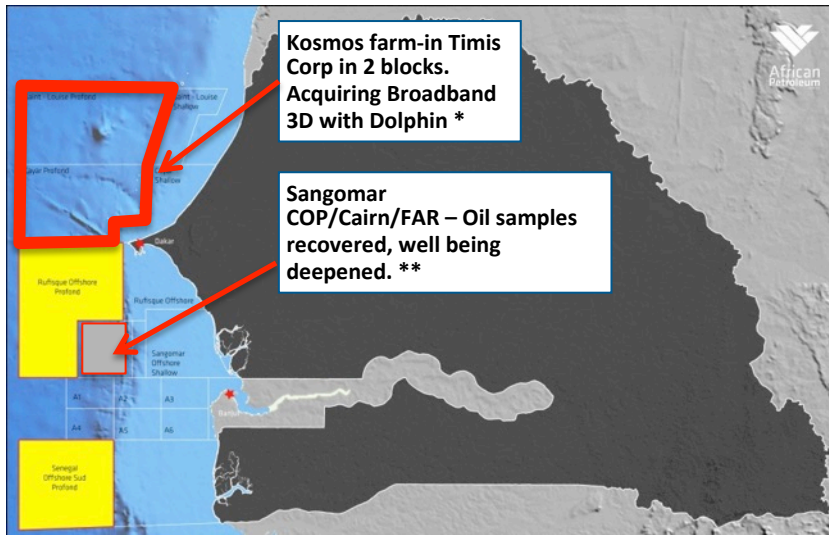 Kosmos farm-in Timis
Corp in 2 blocks.
Acquiring Broadband
3D with Dolphin *
African
Petroleum
Saint - Louise Profond
Saint - Louise
Shallow
Cayar Profond
Shallow
Sangomar
COP/Cairn/FAR – Oil samples
recovered, well being
deepened. **
Dakar
Rufisque Offshore
Profond
Rufisque Offshore
Sangomar
Offshore
Shallow
A1
A2
A3
A4
A5
A6
Senegal
Offshore Sud
Profond